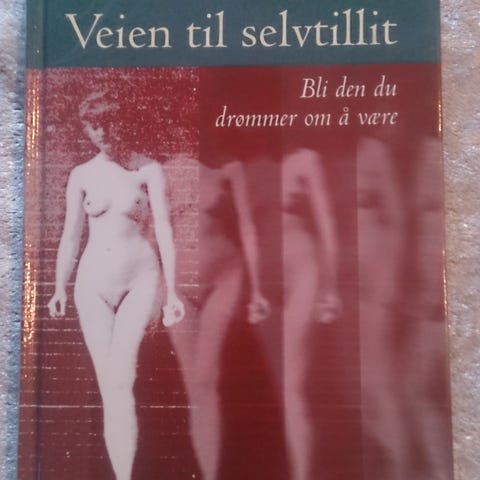 Veien til selvtillit
Bli den du
drømmer om å være